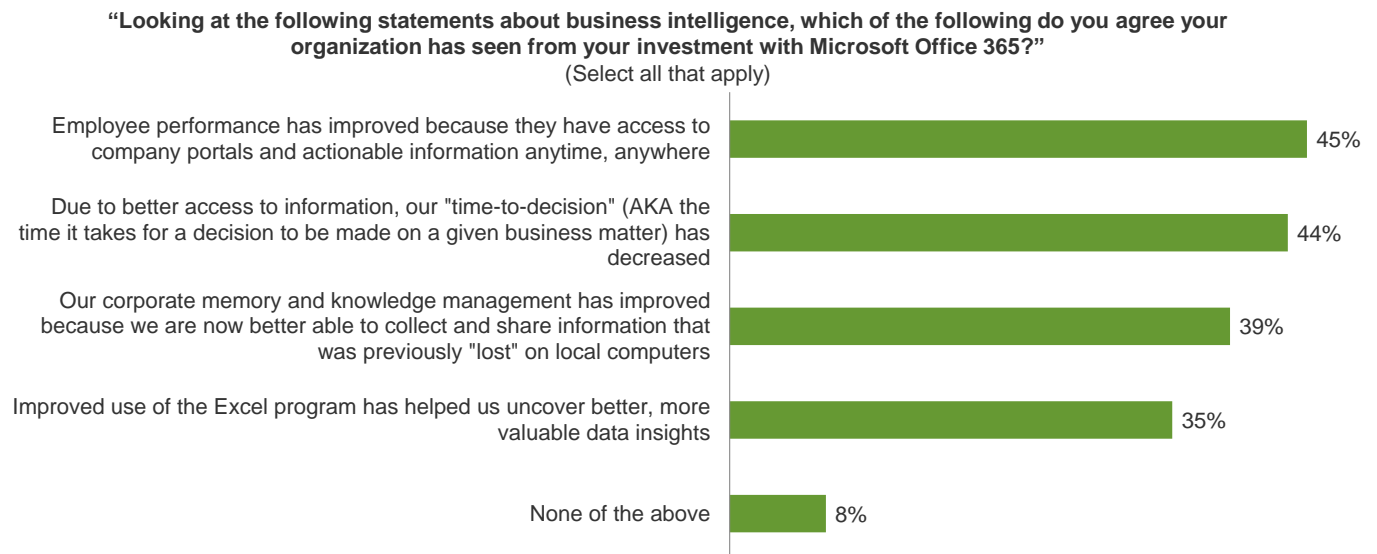 “Looking at the following statements about business intelligence, which of the following do you agree your
organization has seen from your investment with Microsoft Office 365?”
(Select all that apply)
Employee performance has improved because they have access to
company portals and actionable information anytime, anywhere
45%
Due to better access to information, our "time-to-decision" (AKA the
time it takes for a decision to be made on a given business matter) has
decreased
44%
Our corporate memory and knowledge management has improved
because we are now better able to collect and share information that
was previously "lost" on local computers
39%
Improved use of the Excel program has helped us uncover better, more
valuable data insights
35%
None of the above
8%